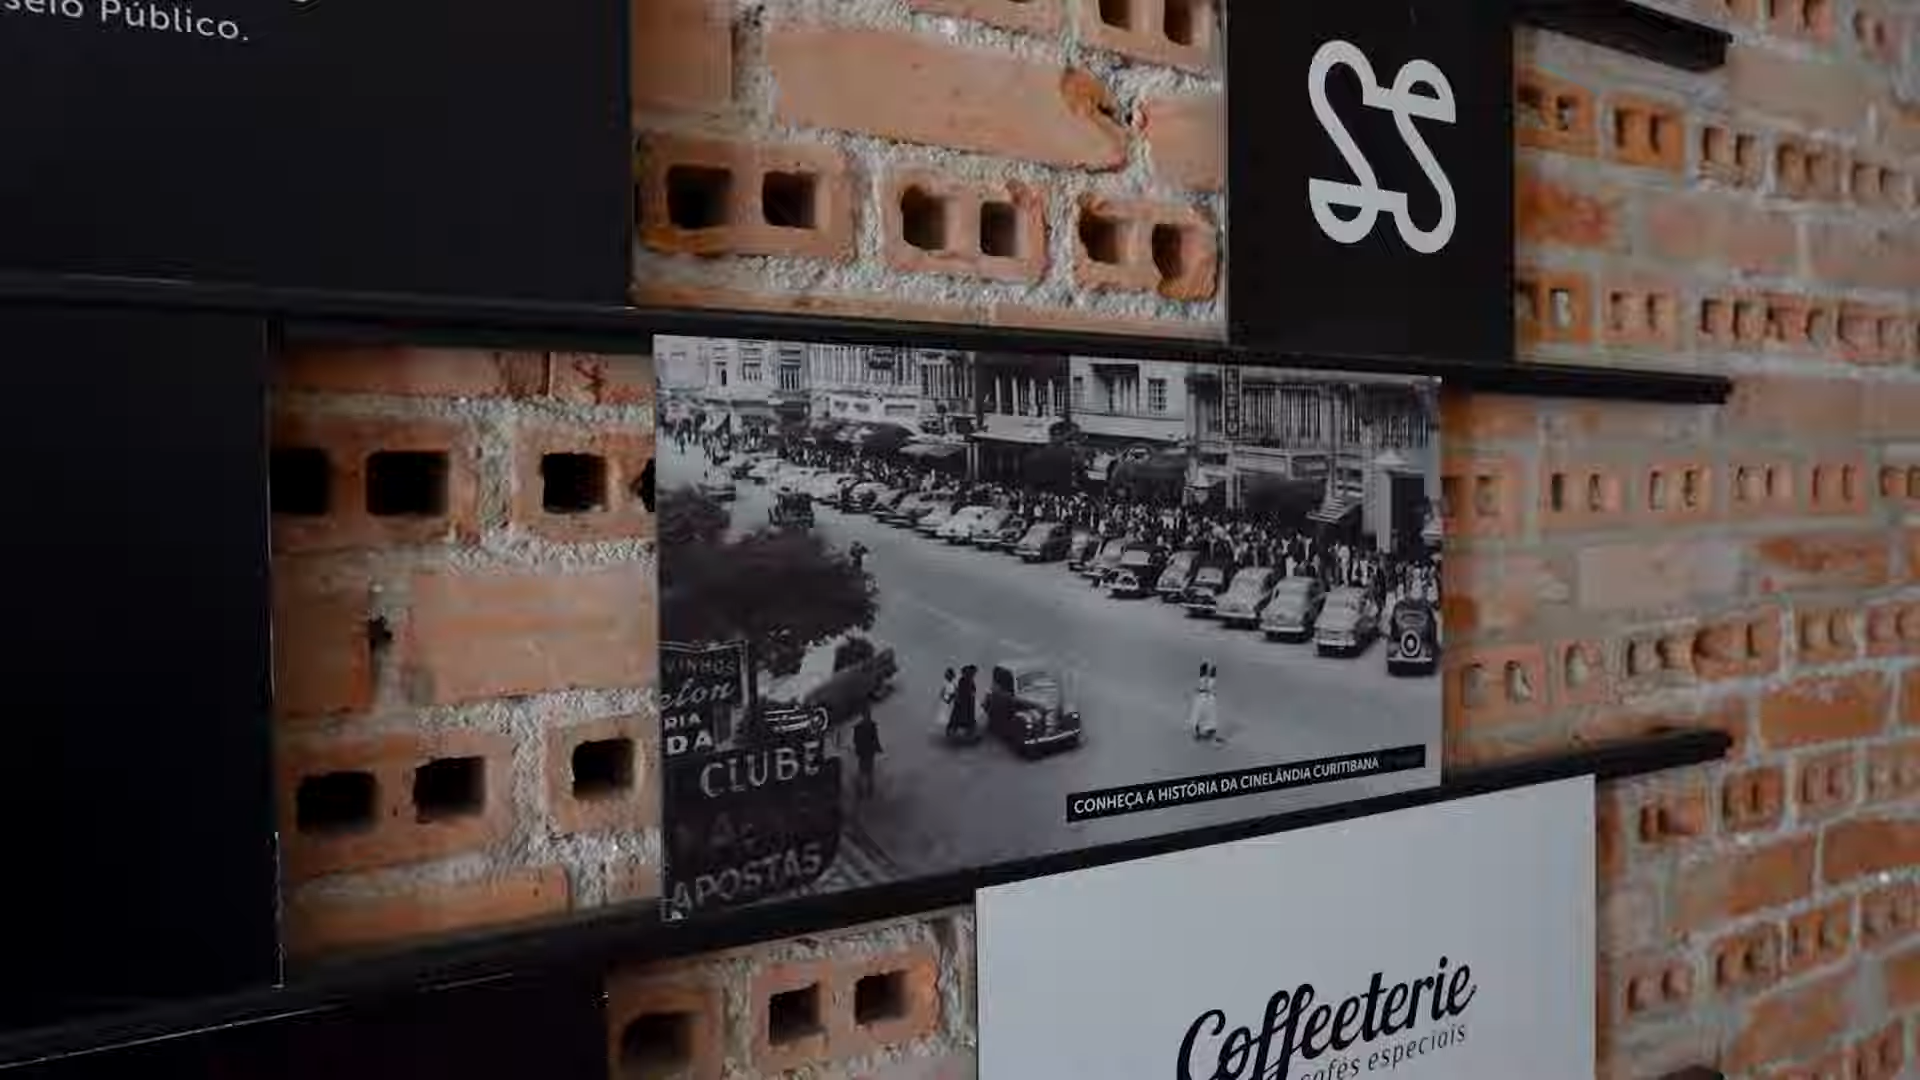 Público.
VINHOS
DA
CLUBE
APOSTAS
CONHEÇA A HISTÓRIA DA CINELÂNDIA CURITIBANA
Coffeeterie
cafés especiais